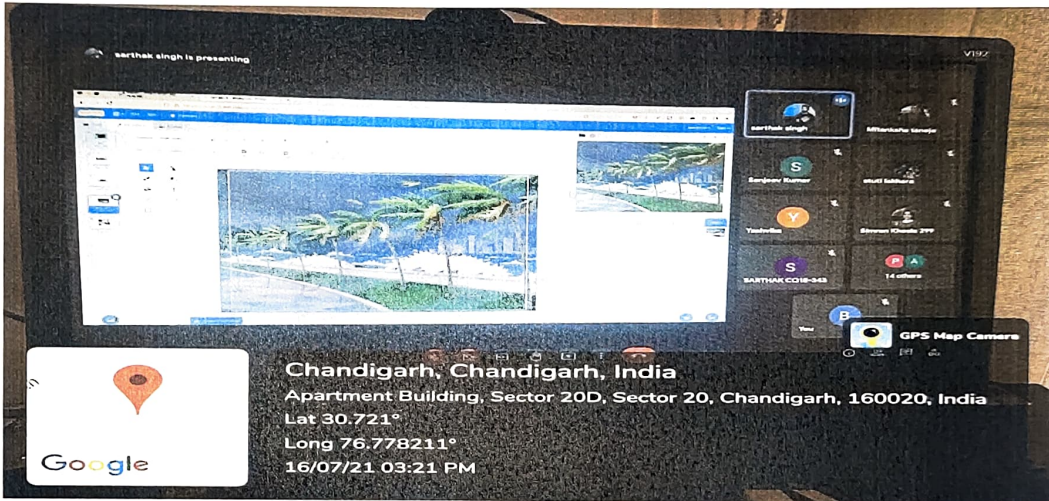 sarthak singh is presenting
V192
sarthak singh
Sanjeev Kumar
Yashvika
S
Y
S
SARTHAK CO18-343
P A
14 others
B
You
GPS Map Camera
Chandigarh, Chandigarh, India
Apartment Building, Sector 20D, Sector 20, Chandigarh, 160020, India
Lat 30.721°
Long 76.778211°
16/07/21 03:21 PM
Google